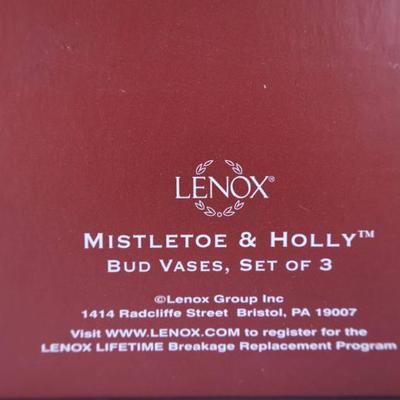 LENOX®
MISTLETOE & HOLLY™
BUD VASES, SET OF 3
©Lenox Group Inc
1414 Radcliffe Street Bristol, PA 19007
Visit WWW.LENOX.COM to register for the
LENOX LIFETIME Breakage Replacement Program